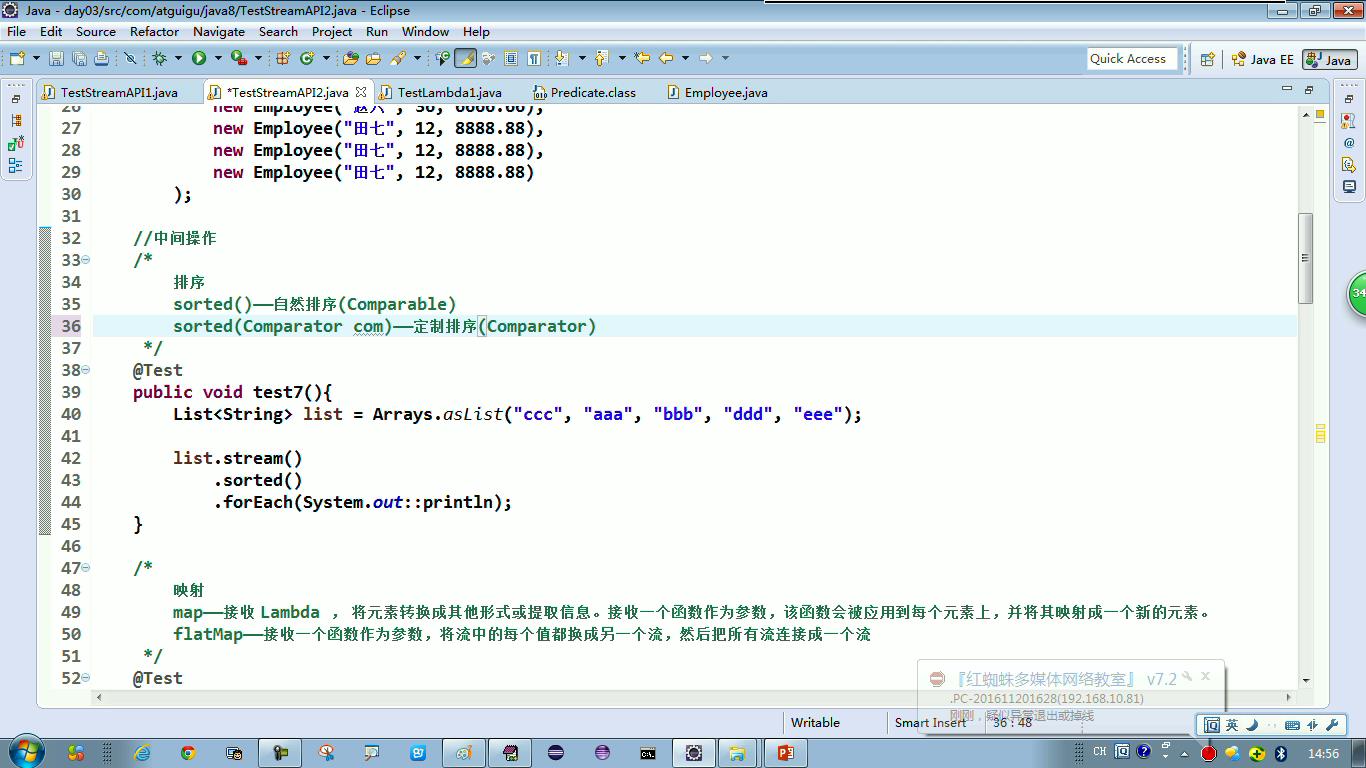 Java - day03/src/com/atguigu/java8/TestStreamAPI2.java - Eclipse
File Edit Source Refactor Navigate Search Project Run Window Help
Quick Access Java EE Java
TestStreamAPI1.java *TestStreamAPI2.java TestLambda1.java Predicate.class Employee.java
26 new Employee("赵六", 36, 6666.66),
27 new Employee("田七", 12, 8888.88),
28 new Employee("田七", 12, 8888.88),
29 new Employee("田七", 12, 8888.88)
30 );
31
32 //中间操作
33 /*
34 排序
35 sorted()——自然排序(Comparable)
36 sorted(Comparator com)——定制排序(Comparator)
37 */
38 @Test
39 public void test7(){
40 List<String> list = Arrays.asList("ccc", "aaa", "bbb", "ddd", "eee");
41
42 list.stream()
43 .sorted()
44 .forEach(System.out::println);
45 }
46
47 /*
48 映射
49 map——接收 Lambda ， 将元素转换成其他形式或提取信息。接收一个函数作为参数，该函数会被应用到每个元素上，并将其映射成一个新的元素。
50 flatMap——接收一个函数作为参数，将流中的每个值都换成另一个流，然后把所有流连接成一个流
51 */
52 @Test
34
『红蜘蛛多媒体网络教室』 v7.2
.PC-201611201628(192.168.10.81)
刚刚，疑似异常退出或掉线
Writable Smart Insert 36 : 48
英
CH 14:56